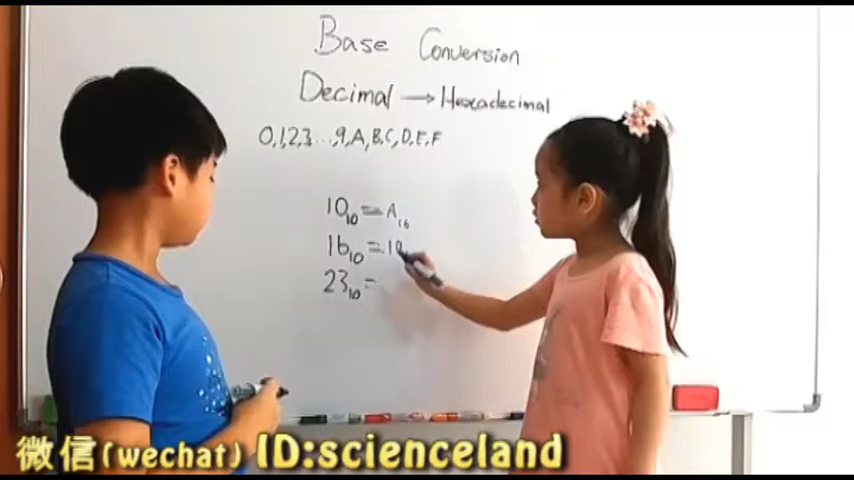 Base Conversion
Decimal → Hexadecimal
0,1,2,3...,9,A,B,C,D,E,F
10₁₀ = A₁₆
16₁₀ = 10
23₁₀ =
微信(wechat) ID:scienceland